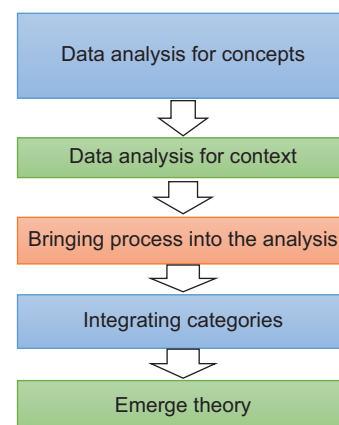 Data analysis for concepts
Data analysis for context
Bringing process into the analysis
Integrating categories
Emerge theory